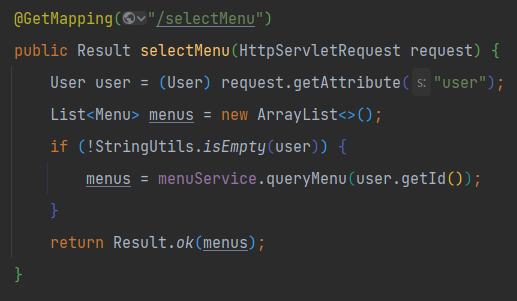 @GetMapping("/selectMenu")
public Result selectMenu(HttpServletRequest request) {
User user = (User) request.getAttribute( s: "user");
List<Menu> menus = new ArrayList<>();
if (!StringUtils.isEmpty(user)) {
menus = menuService.queryMenu(user.getId());
}
return Result.ok(menus);
}